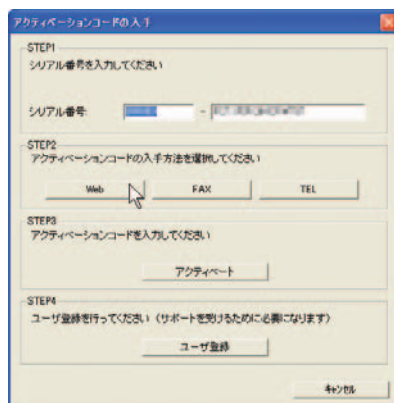 アクティベーションコードの入手
STEP1
シリアル番号を入力してください
シリアル番号: -
STEP2
アクティベーションコードの入手方法を選択してください
Web FAX TEL
STEP3
アクティベーションコードを入力してください
アクティベート
STEP4
ユーザ登録を行ってください (サポートを受けるために必要になります)
ユーザ登録
キャンセル